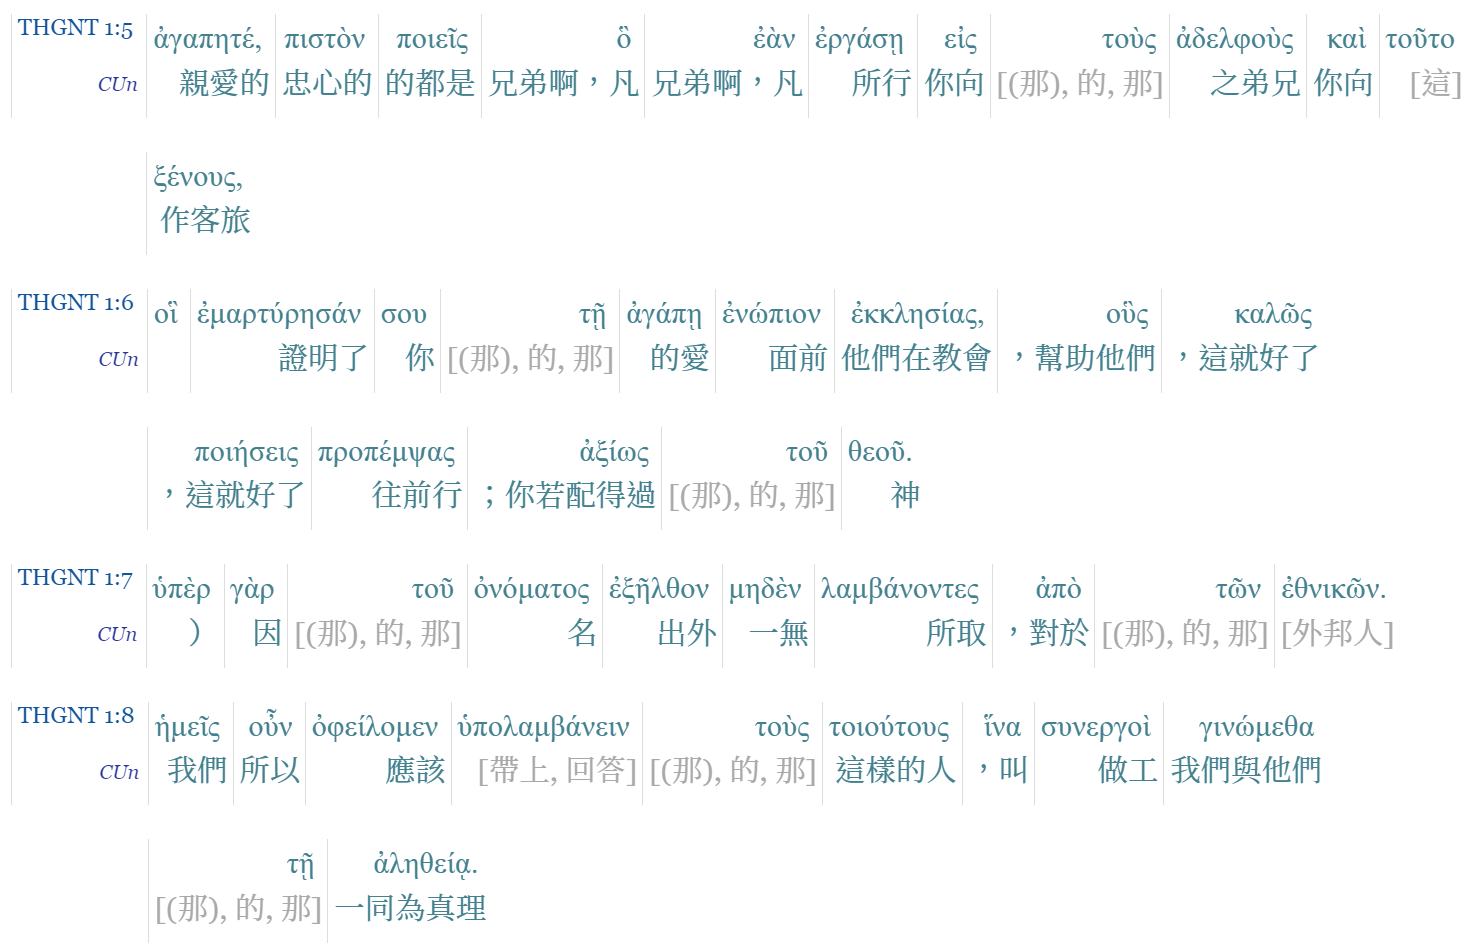 THGNT 1:5 ἀγαπητέ, πιστὸν ποιεῖς ὃ ἐὰν ἐργάσῃ εἰς τοὺς ἀδελφοὺς καὶ τοῦτο
CUn 親愛的 忠心的 的都是 兄弟啊，凡 兄弟啊，凡 所行 你向 [(那), 的, 那] 之弟兄 你向 [這]
ξένους,
作客旅
THGNT 1:6 οἳ ἐμαρτύρησάν σου τῇ ἀγάπῃ ἐνώπιον ἐκκλησίας, οὓς καλῶς
CUn 證明了 你 [(那), 的, 那] 的愛 面前 他們在教會 ，幫助他們 ，這就好了
ποιήσεις προπέμψας ἀξίως τοῦ θεοῦ.
，這就好了 往前行 ；你若配得過 [(那), 的, 那] 神
THGNT 1:7 ὑπὲρ γὰρ τοῦ ὀνόματος ἐξῆλθον μηδὲν λαμβάνοντες ἀπὸ τῶν ἐθνικῶν.
CUn ） 因 [(那), 的, 那] 名 出外 一無 所取 ，對於 [(那), 的, 那] [外邦人]
THGNT 1:8 ἡμεῖς οὖν ὀφείλομεν ὑπολαμβάνειν τοὺς τοιούτους ἵνα συνεργοὶ γινώμεθα
CUn 我們 所以 應該 [帶上, 回答] [(那), 的, 那] 這樣的人 ，叫 做工 我們與他們
τῇ ἀληθείᾳ.
[(那), 的, 那] 一同為真理